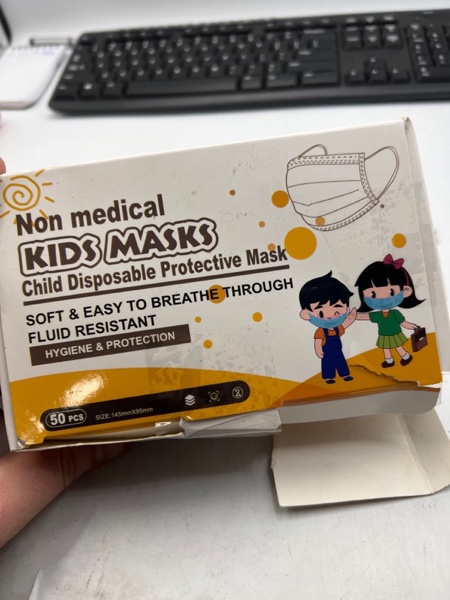 Non medical
KIDS MASKS
Child Disposable Protective Mask
SOFT & EASY TO BREATHE THROUGH
FLUID RESISTANT
HYGIENE & PROTECTION
50 PCS
SIZE:145mmX95mm